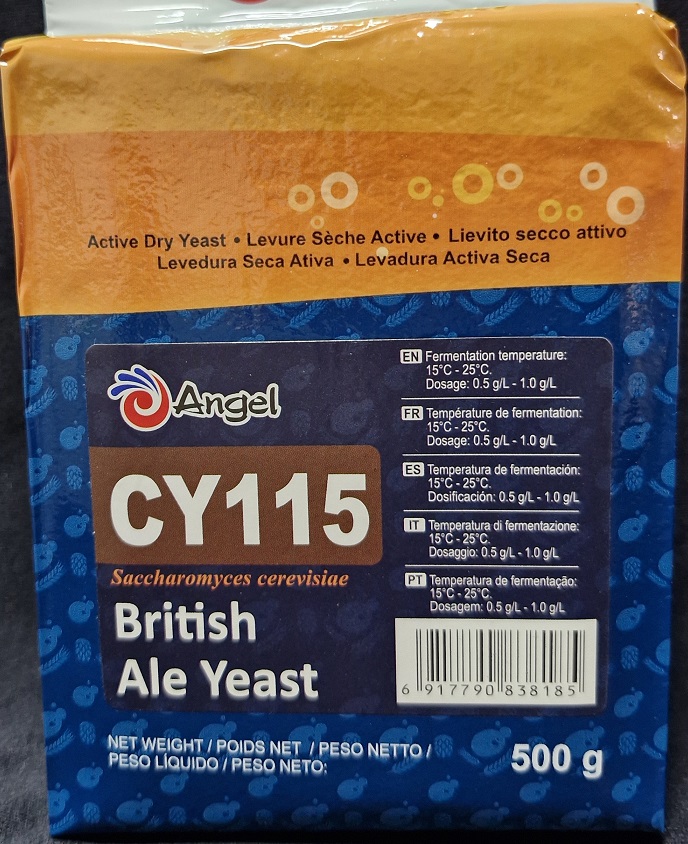 Active Dry Yeast • Levure Sèche Active • Lievito secco attivo
Levedura Seca Ativa • Levadura Activa Seca
Angel
CY115
Saccharomyces cerevisiae
British
Ale Yeast
EN Fermentation temperature:
15°C - 25°C.
Dosage: 0.5 g/L - 1.0 g/L
FR Température de fermentation:
15°C - 25°C.
Dosage: 0.5 g/L - 1.0 g/L
ES Temperatura de fermentación:
15°C - 25°C.
Dosificación: 0.5 g/L - 1.0 g/L
IT Temperatura di fermentazione:
15°C - 25°C.
Dosaggio: 0.5 g/L - 1.0 g/L
PT Temperatura de fermentação:
15°C - 25°C.
Dosagem: 0.5 g/L - 1.0 g/L
6 917790 838185
NET WEIGHT / POIDS NET / PESO NETTO /
PESO LÍQUIDO / PESO NETO:
500 g